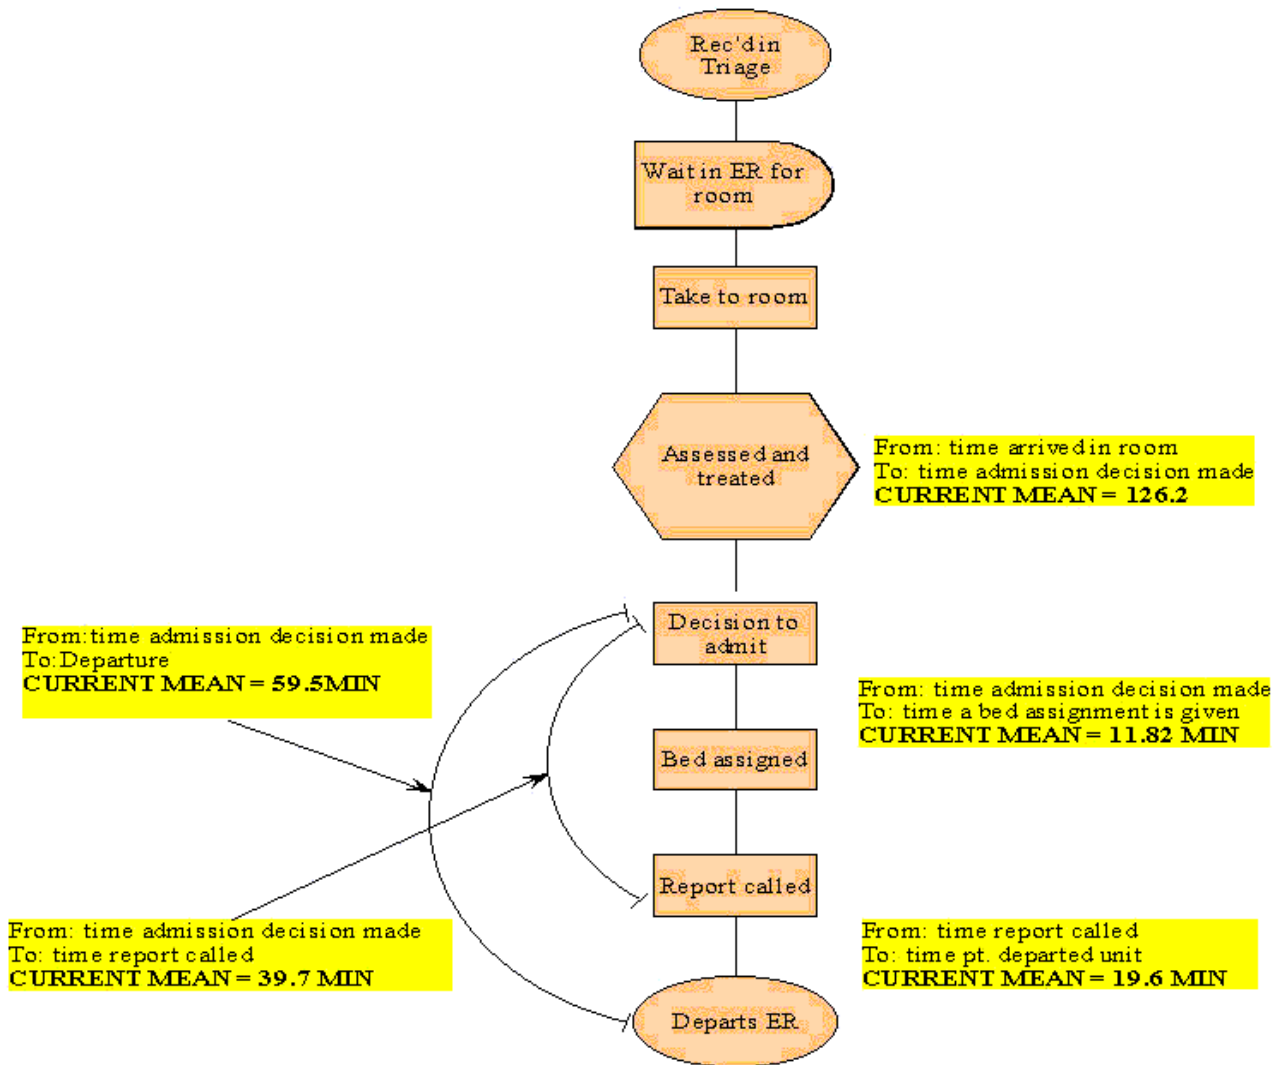 Rec'd in
Triage
Wait in ER for
room
Take to room
Assessed and
treated
From: time arrived in room
To: time admission decision made
CURRENT MEAN = 126.2
Decision to
admit
From: time admission decision made
To: Departure
CURRENT MEAN = 59.5MIN
From: time admission decision made
To: time a bed assignment is given
CURRENT MEAN = 11.82 MIN
Bed assigned
Report called
From: time admission decision made
To: time report called
CURRENT MEAN = 39.7 MIN
From: time report called
To: time pt. departed unit
CURRENT MEAN = 19.6 MIN
Departs ER